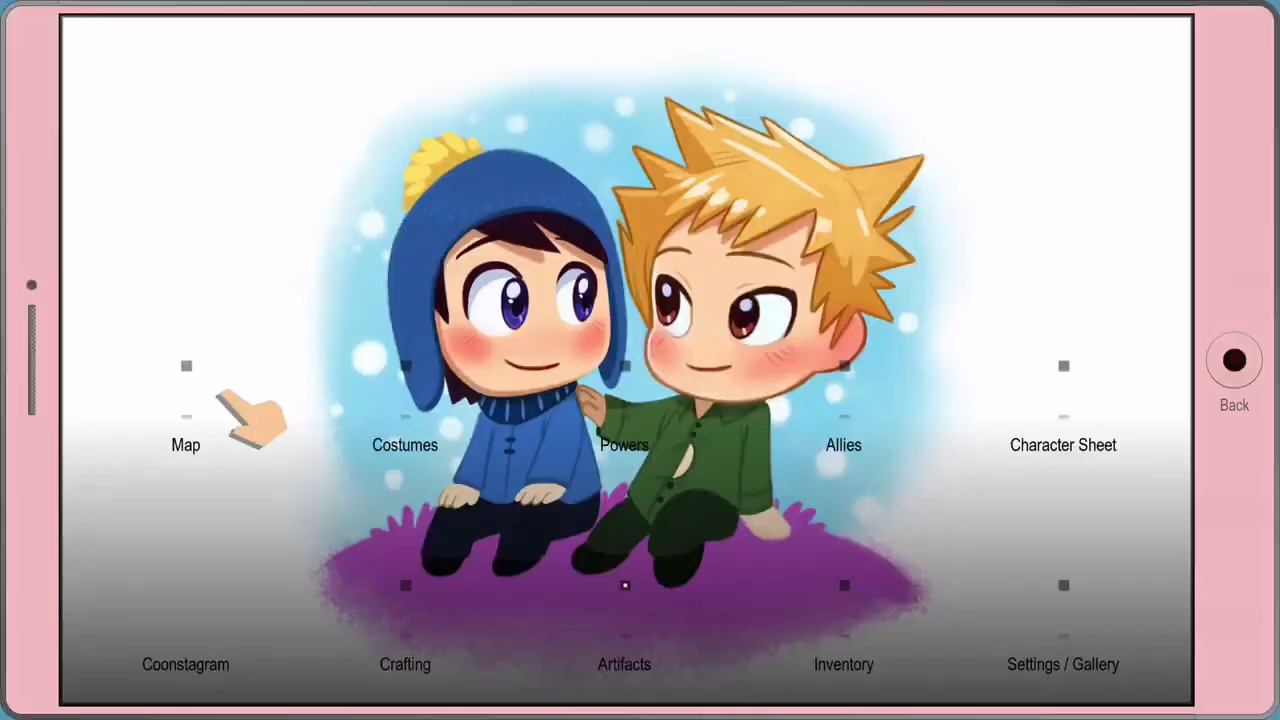 Back
Map
Costumes
Powers
Allies
Character Sheet
Coonstagram
Crafting
Artifacts
Inventory
Settings / Gallery